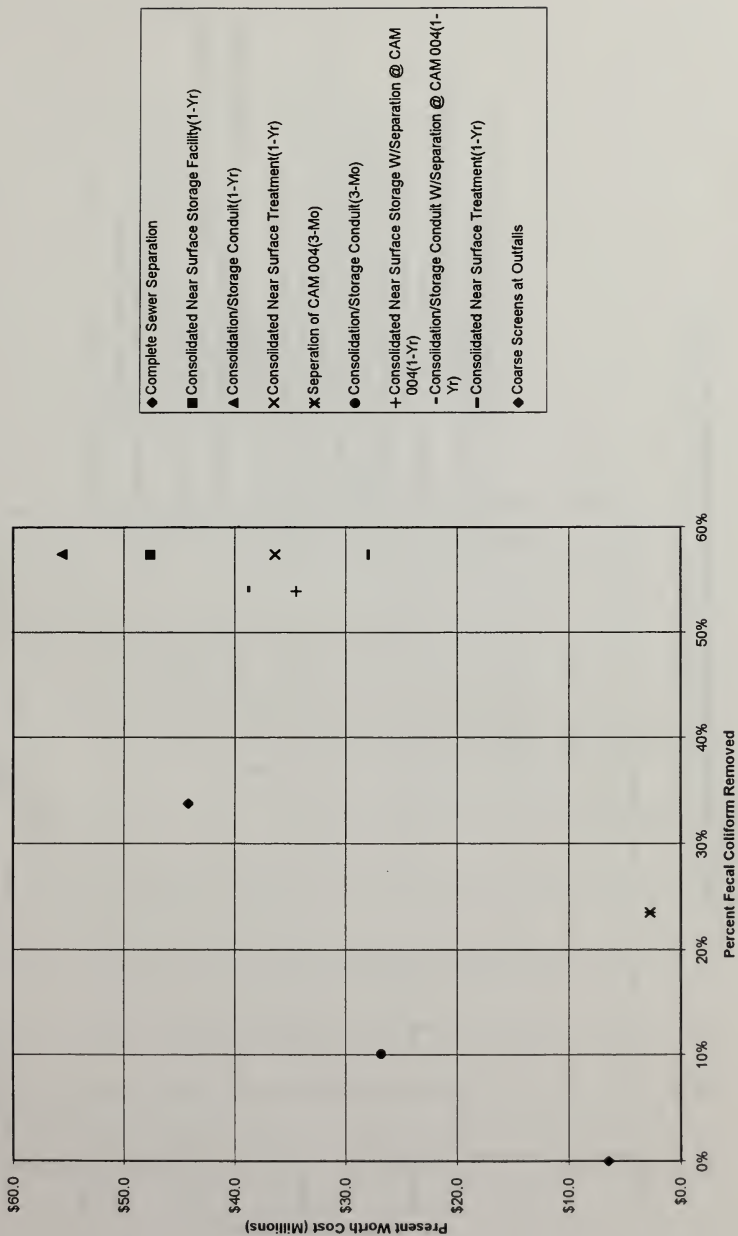 $60.0
$50.0
$40.0
$30.0
$20.0
$10.0
$0.0
Present Worth Cost (Millions)
0%
10%
20%
30%
40%
50%
60%
Percent Fecal Coliform Removed
Complete Sewer Separation
Consolidated Near Surface Storage Facility(1-Yr)
Consolidation/Storage Conduit(1-Yr)
Consolidated Near Surface Treatment(1-Yr)
Seperation of CAM 004(3-Mo)
Consolidation/Storage Conduit(3-Mo)
Consolidated Near Surface Storage W/Separation @ CAM
004(1-Yr)
Consolidation/Storage Conduit W/Separation @ CAM 004(1-
Yr)
Consolidated Near Surface Treatment(1-Yr)
Coarse Screens at Outfalls